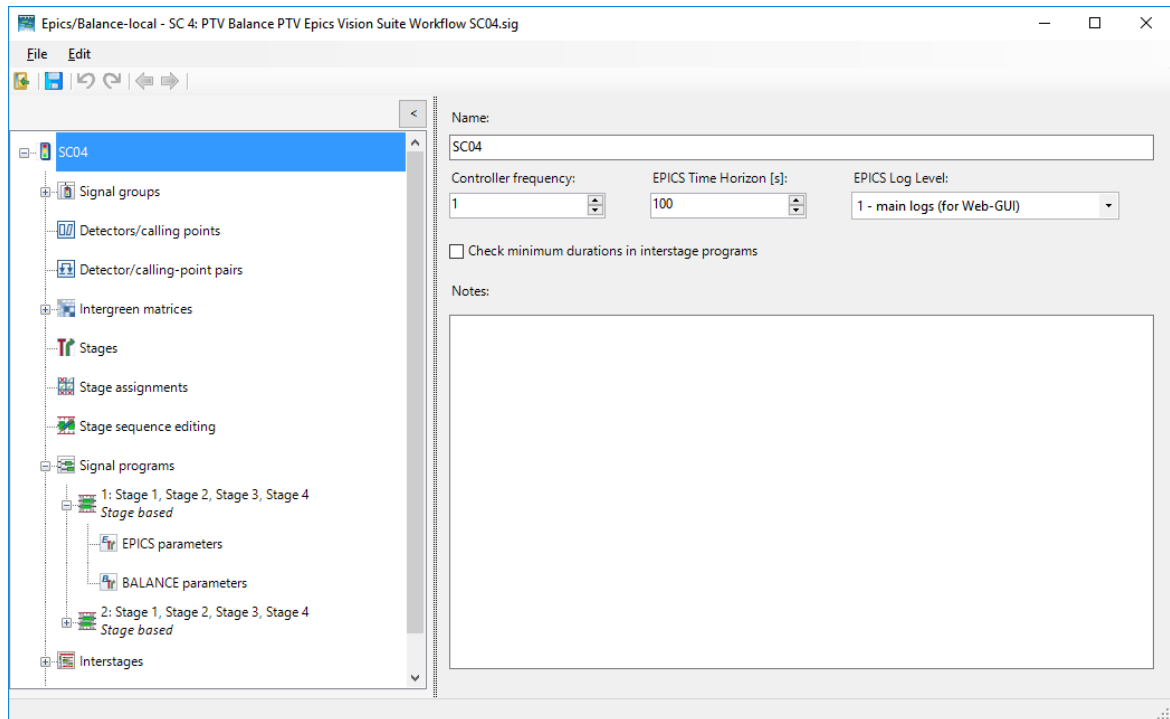 Epics/Balance-local - SC 4: PTV Balance PTV Epics Vision Suite Workflow SC04.sig
File Edit
<
SC04
Signal groups
Detectors/calling points
Detector/calling-point pairs
Intergreen matrices
Stages
Stage assignments
Stage sequence editing
Signal programs
1: Stage 1, Stage 2, Stage 3, Stage 4
Stage based
EPICS parameters
BALANCE parameters
2: Stage 1, Stage 2, Stage 3, Stage 4
Stage based
Interstages
Name:
SC04
Controller frequency: EPICS Time Horizon [s]: EPICS Log Level:
1 100 1 - main logs (for Web-GUI)
Check minimum durations in interstage programs
Notes: